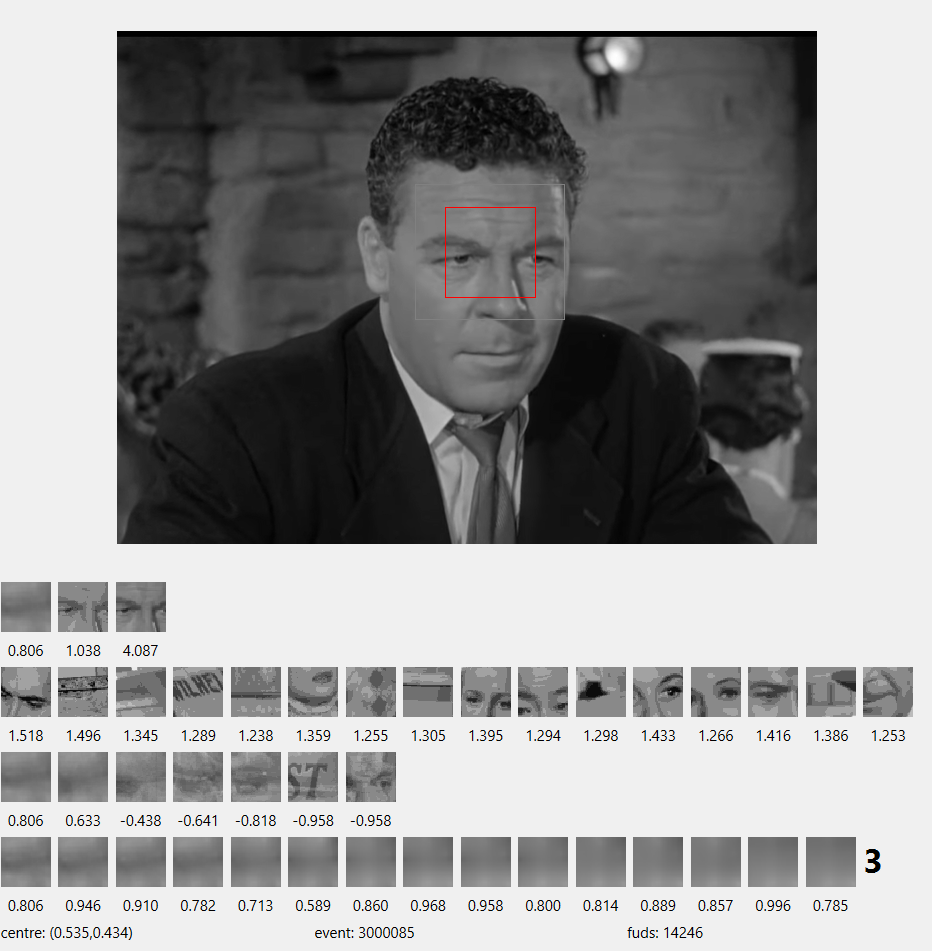 0.806 1.038 4.087
WILHEL
1.518 1.496 1.345 1.289 1.238 1.359 1.255 1.305 1.395 1.294 1.298 1.433 1.266 1.416 1.386 1.253
ST
0.806 0.633 -0.438 -0.641 -0.818 -0.958 -0.958
3
0.806 0.946 0.910 0.782 0.713 0.589 0.860 0.968 0.958 0.800 0.814 0.889 0.857 0.996 0.785
centre: (0.535,0.434) event: 3000085 fuds: 14246